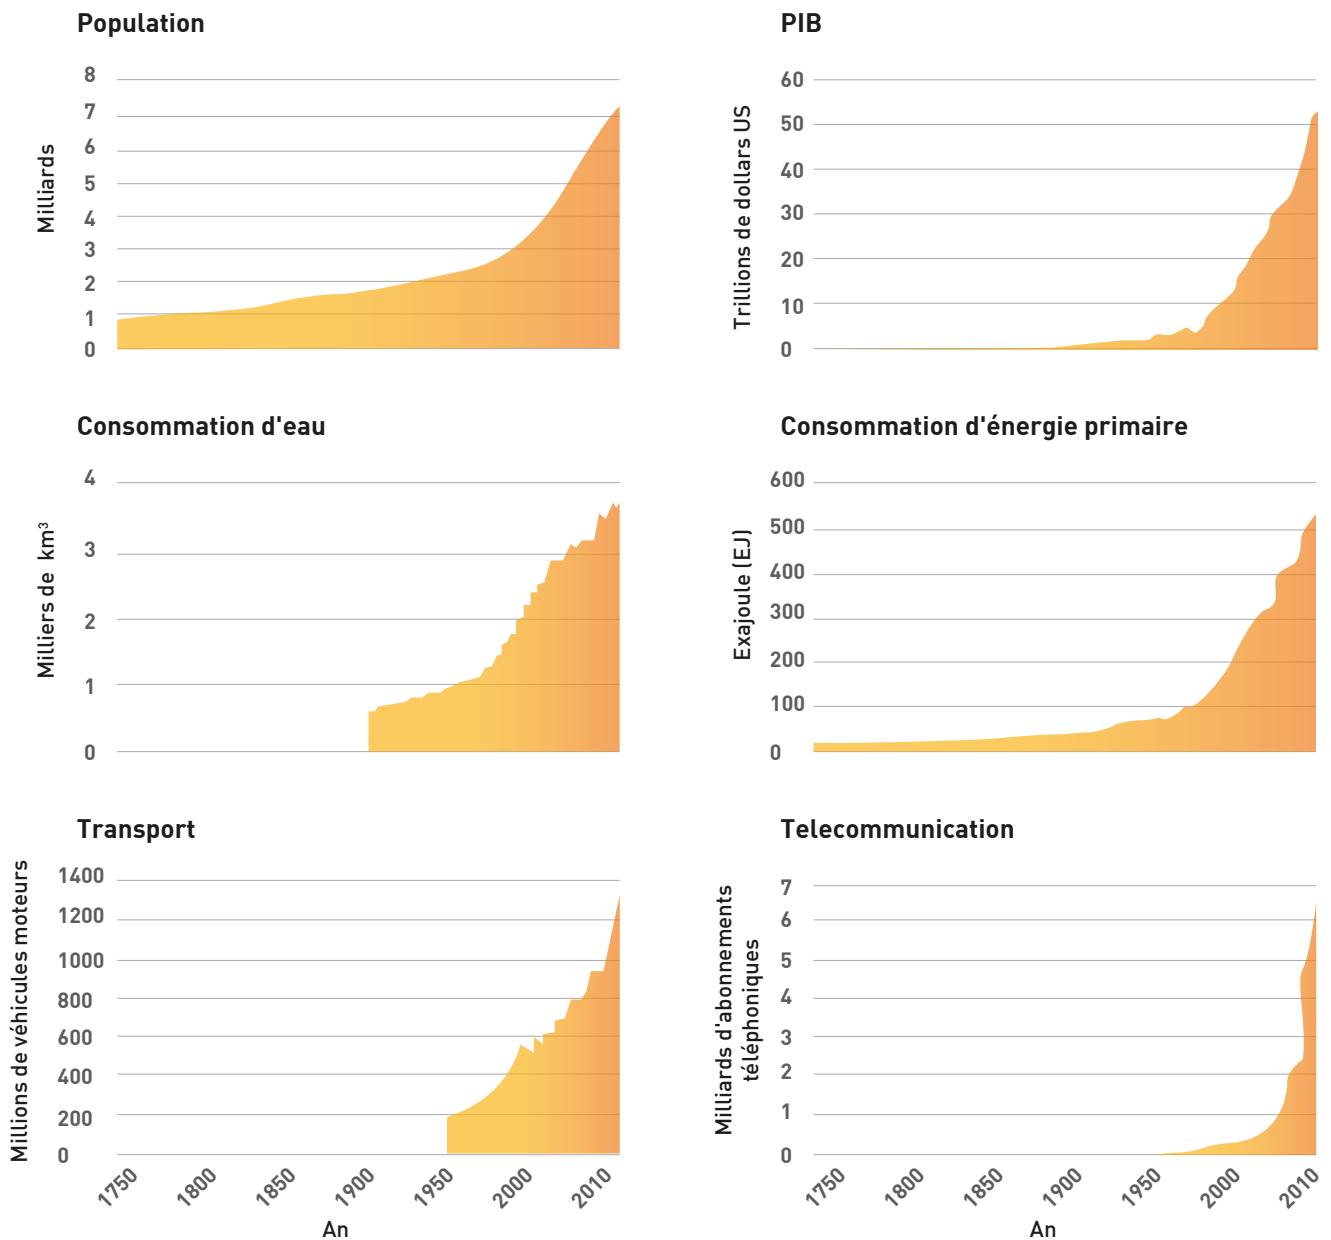 Population
8
7
6
5
4
3
2
1
0
Milliards
PIB
60
50
40
30
20
10
0
Trillions de dollars US
Consommation d'eau
4
3
2
1
0
Milliers de km³
Consommation d'énergie primaire
600
500
400
300
200
100
0
Exajoule (EJ)
Transport
1400
1200
1000
800
600
400
200
0
Millions de véhicules moteurs
1750 1800 1850 1900 1950 2000 2010
An
Telecommunication
7
6
5
4
3
2
1
0
Milliards d'abonnements
téléphoniques
1750 1800 1850 1900 1950 2000 2010
An